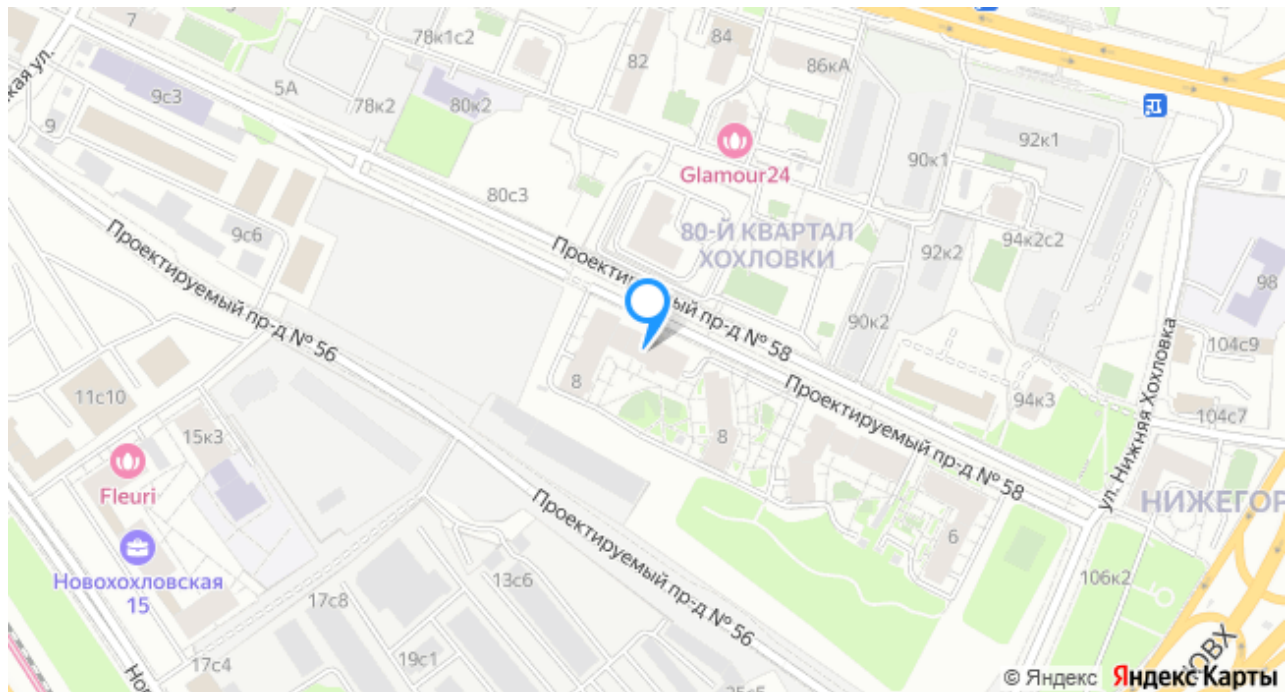 7
78к1с2
82
84
86кА
кая ул.
9с3
5А
78к2
80к2
92к1
9
Glamour24
90к1
80с3
Проектируемый пр-д № 56
9с6
Проектируемый пр-д № 58
80-Й КВАРТАЛ
ХОХЛОВКИ
92к2
94к2с2
98
90к2
ул. Нижняя Хохловка
104с9
8
11с10
Проектируемый пр-д № 58
94к3
104с7
15к3
8
Fleuri
НИЖЕГОР
6
Проектируемый пр-д № 56
Новохохловская
15
13с6
106к2
17с8
17с4
19с1
Но
25с5
НОВХ
© Яндекс Яндекс Карты